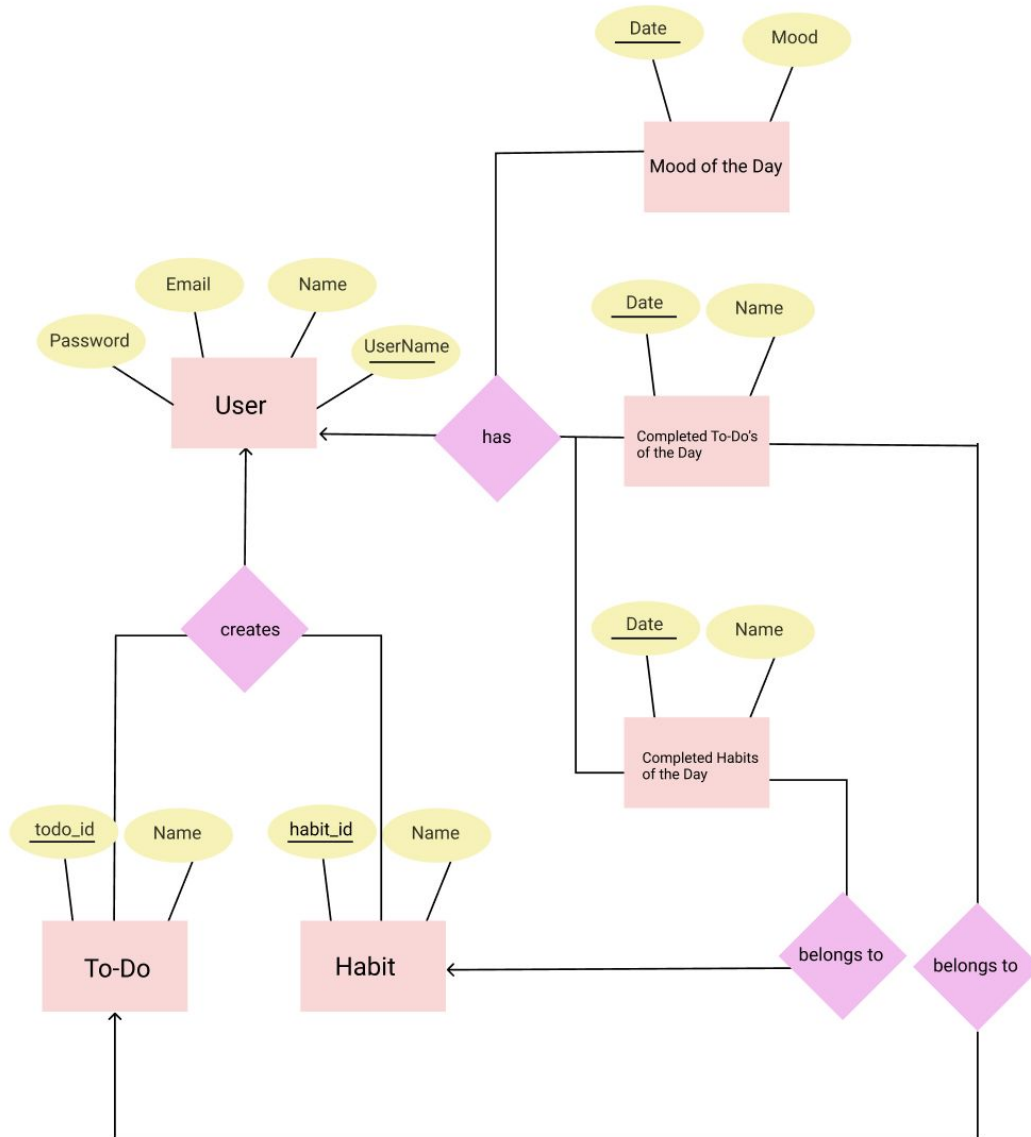 Date
Mood
Mood of the Day
Email
Name
Password
UserName
User
has
Date
Name
Completed To-Do's
of the Day
creates
Date
Name
Completed Habits
of the Day
todo_id
Name
habit_id
Name
To-Do
Habit
belongs to
belongs to